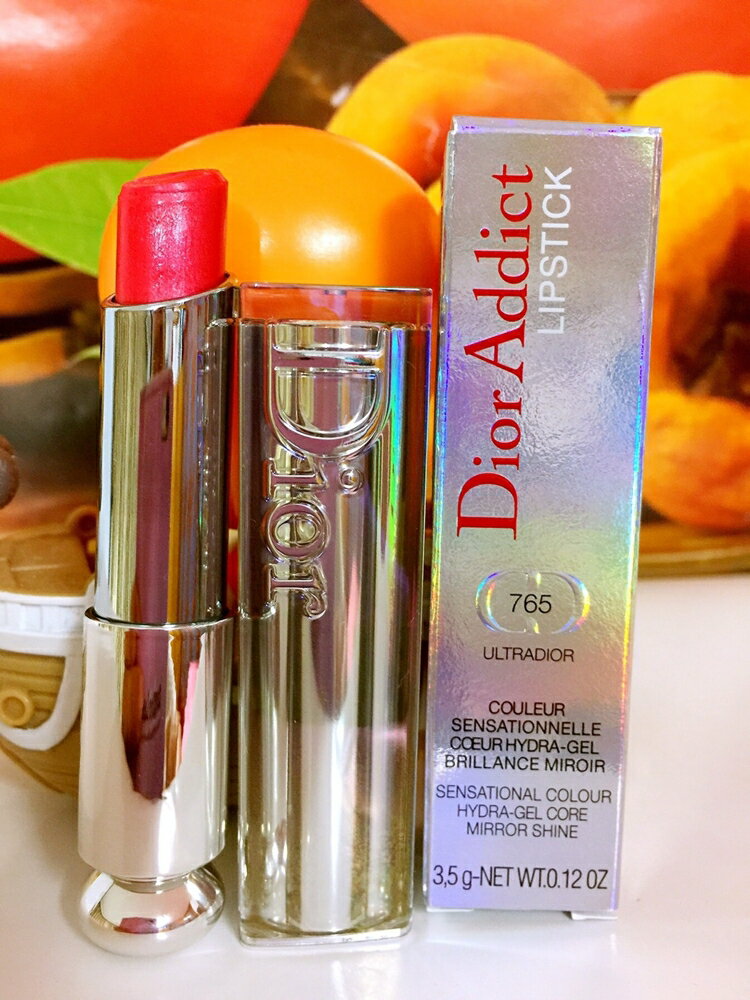 Dior
Dior Addict
LIPSTICK
765
ULTRADIOR
COULEUR
SENSATIONNELLE
CŒUR HYDRA-GEL
BRILLANCE MIROIR
SENSATIONAL COLOUR
HYDRA-GEL CORE
MIRROR SHINE
3,5 g-NET WT.0.12 OZ